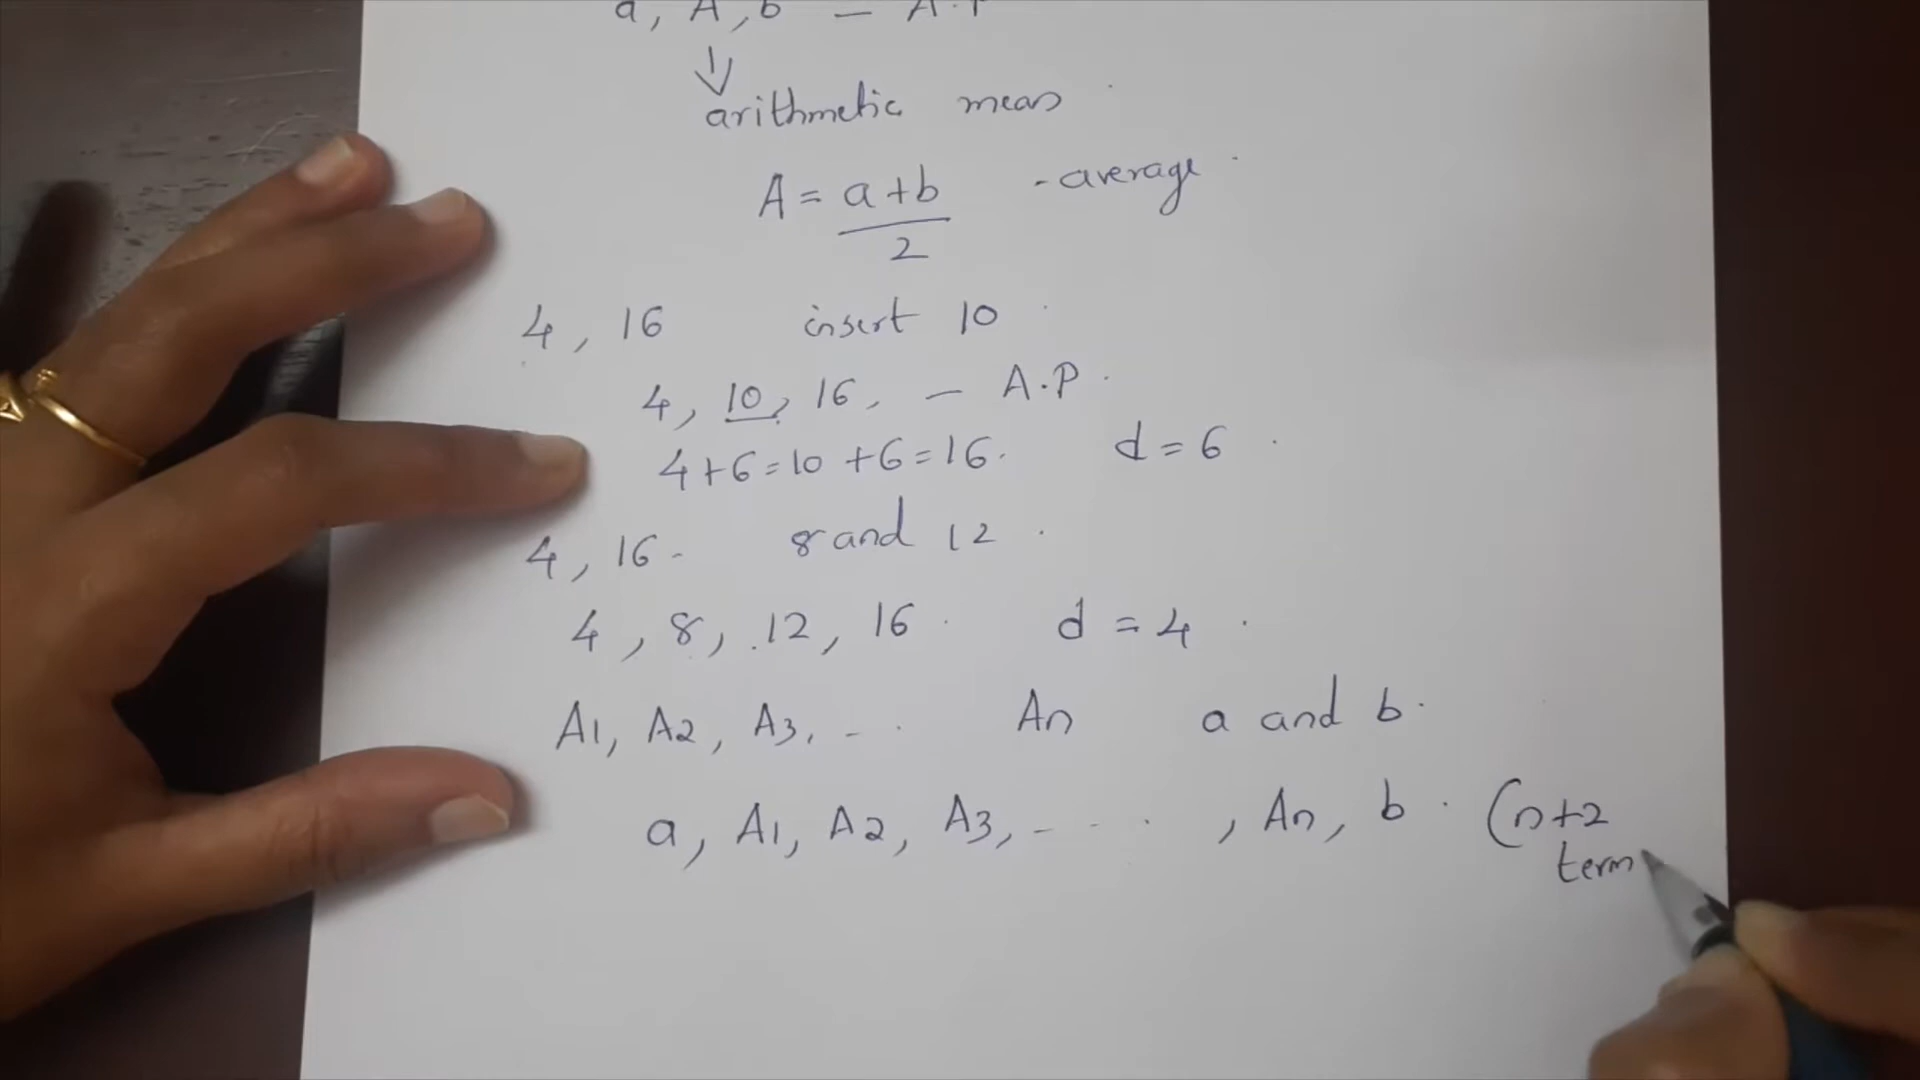 a, A, b — A.P
arithmetic mean
A = a+b / 2 - average
4, 16 insert 10
4, 10, 16, — A.P.
4+6=10 +6=16. d=6
4, 16. 8 and 12.
4, 8, 12, 16. d=4.
A1, A2, A3, - . An a and b.
a, A1, A2, A3, - - ., An, b. (n+2
term